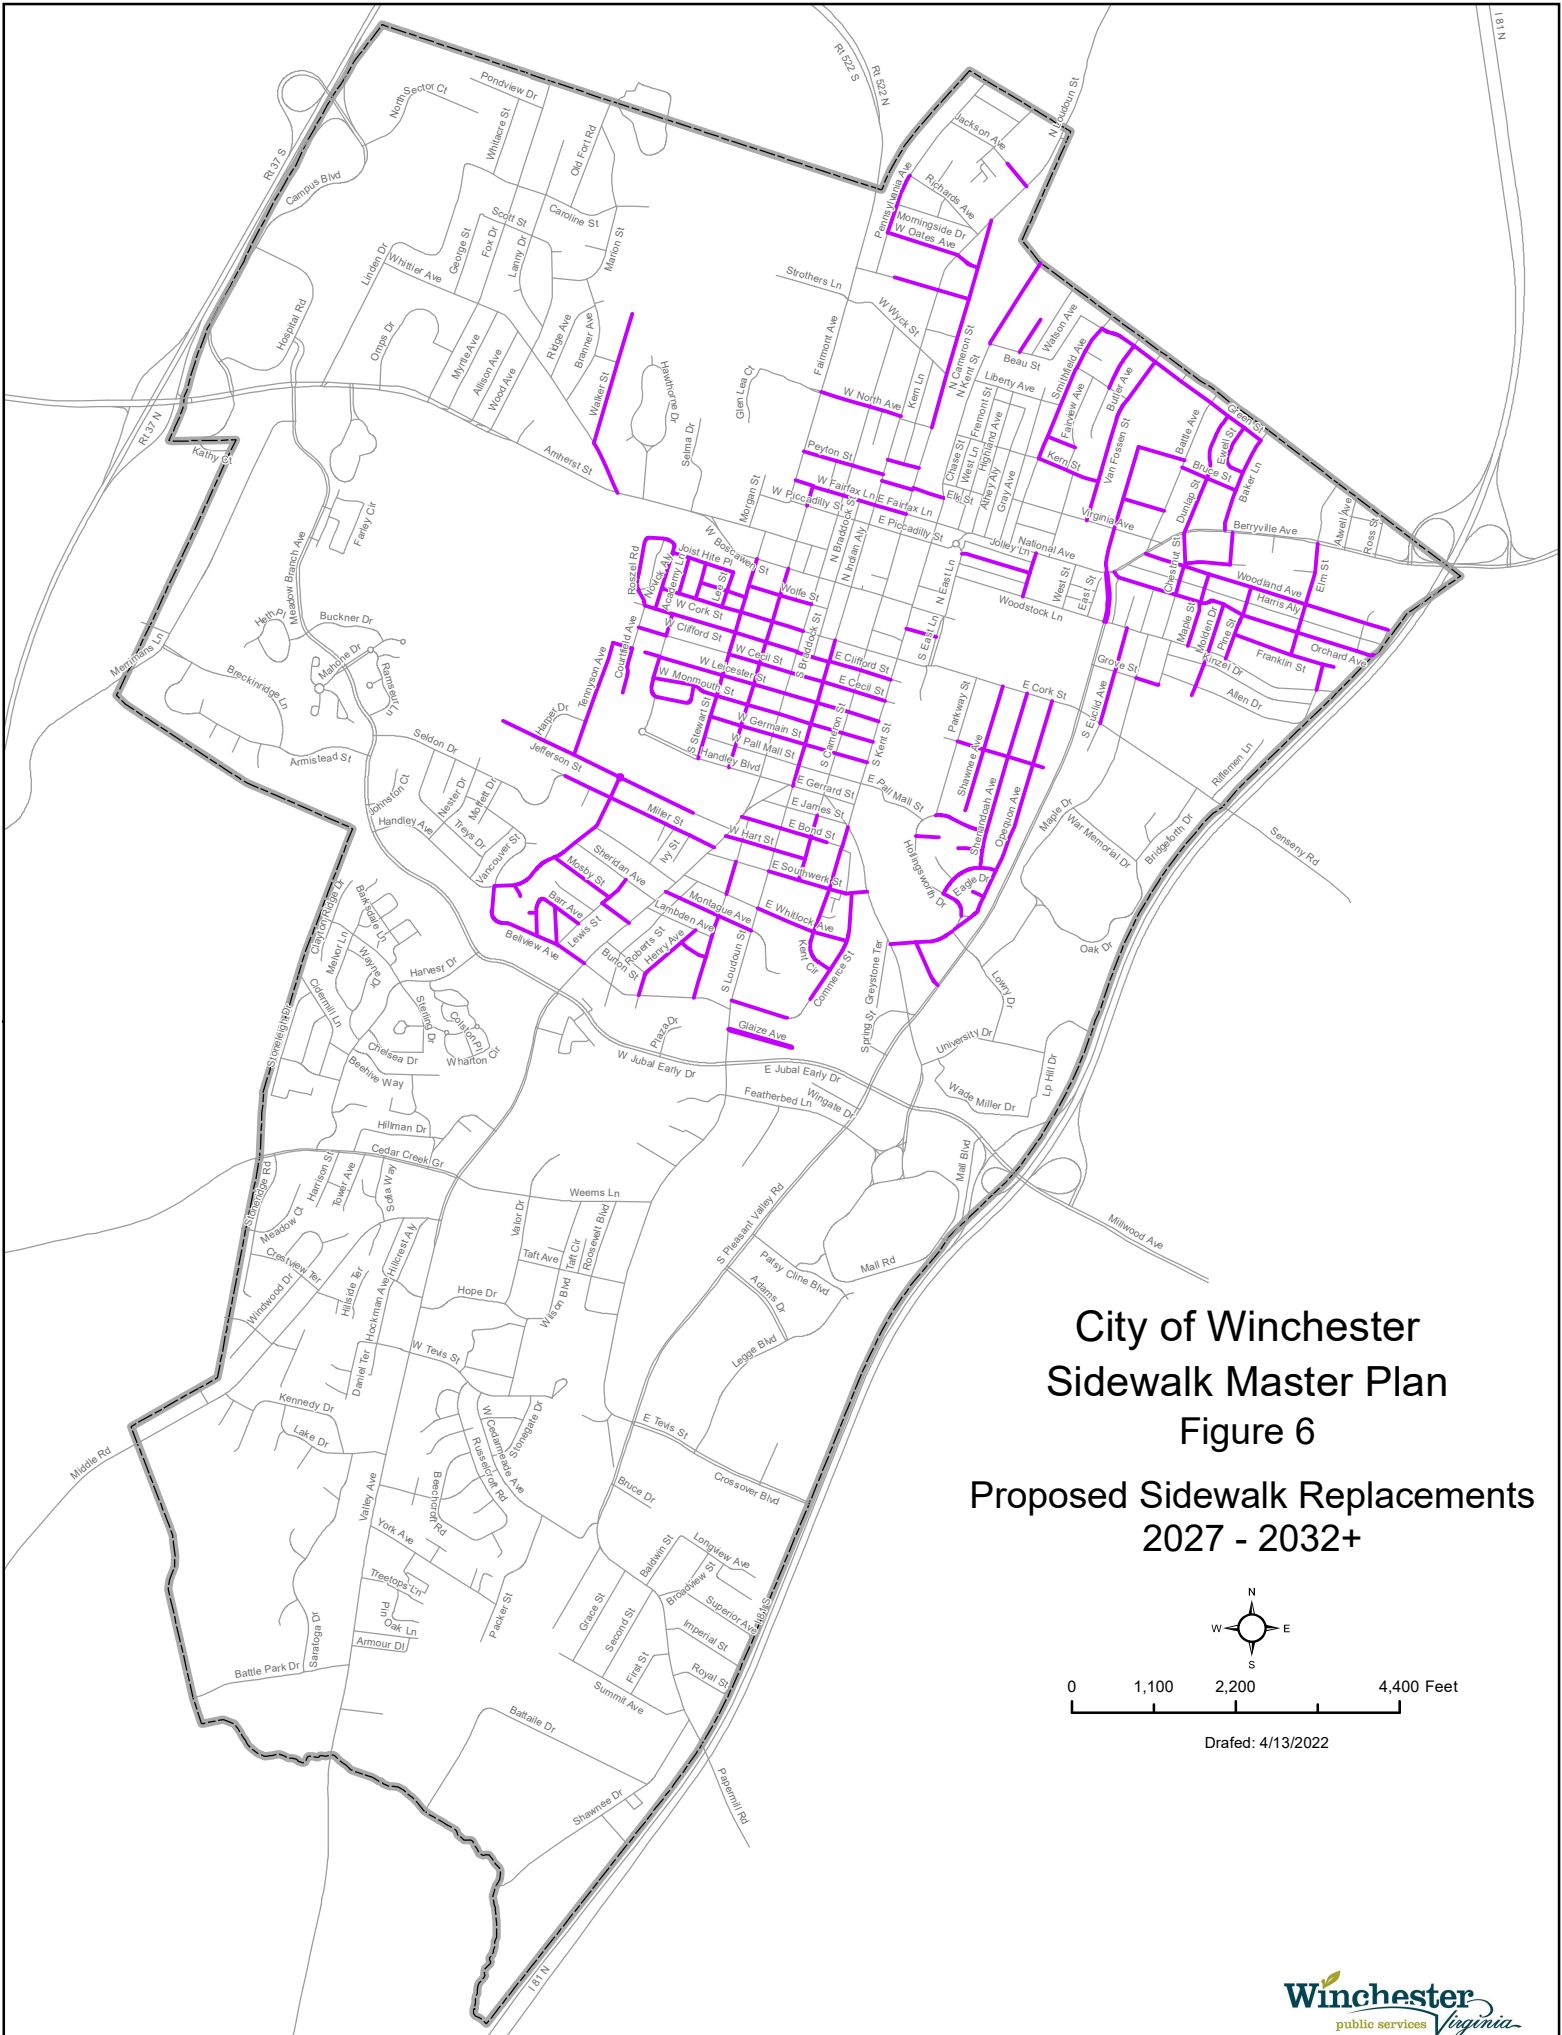 I 81 N
Rt 522 S
Rt 522 N
N Loudoun St
Pondview Dr
North Sector Ct
Whitacre St
Old Fort Rd
Jackson Ave
Rt 37 S
Campus Blvd
Pennsylvania Ave
Richards Ave
Scott St
Caroline St
Morningside Dr
W Oates Ave
George St
Fox Dr
Lanny Dr
Marion St
Linden Dr
Whittier Ave
Strothers Ln
W Wyck St
Hospital Rd
Omps Dr
Ridge Ave
Branner Ave
Myrtle Ave
Allison Ave
Wood Ave
Walker St
Hawthorne Dr
Glen Lea Ct
Fairmont Ave
N Cameron St
N Kent St
Beau St
Watson Ave
Liberty Ave
Smithfield Ave
Fairview Ave
Butler Ave
W North Ave
Kern Ln
Fremont St
Highland Ave
Van Fossen St
Battle Ave
Green St
Ewell St
Rt 37 N
Kathy Ct
Amherst St
Selma Dr
Peyton St
Chase St
West Ln
Kern St
Bruce St
Baker Ln
Morgan St
W Fairfax Ln
E Fairfax Ln
Elk St
Athey Aly
Gray Ave
Dunlap St
W Piccadilly St
E Piccadilly St
N Braddock St
Virginia Ave
Berryville Ave
Atwell Ave
Ross St
Farley Cir
Meadow Branch Ave
W Boscawen St
N Indian Aly
Jolley Ln
National Ave
Roszel Rd
Novick Aly
Academy Ln
Joist Hite Pl
Lee St
Wolfe St
N East Ln
West St
East St
Woodstock Ln
Chestnut St
Woodland Ave
Harris Aly
Elm St
Heth Pl
Buckner Dr
W Cork St
W Clifford St
S Braddock St
S East Ln
Maple St
Molden Dr
Pine St
Orchard Ave
Merrimans Ln
Mahone Dr
Ramseur Ln
Breckinridge Ln
Courtfield Ave
Tennyson Ave
W Cecil St
W Leicester St
E Clifford St
E Cecil St
Grove St
Kinzel Dr
Franklin St
Allen Dr
W Monmouth St
E Cork St
Parkway St
S Euclid Ave
Harper Dr
Seldon Dr
Armistead St
Jefferson St
S Stewart St
W Germain St
W Pall Mall St
S Cameron St
S Kent St
Handley Blvd
Shawnee Ave
Riflemen Ln
Johnston Ct
Nester Dr
Moffett Dr
E Gerrard St
E Pall Mall St
Handley Ave
Treys Dr
Miller St
E James St
Shenandoah Ave
Opequon Ave
Maple Dr
War Memorial Dr
Bridgeforth Dr
Senseny Rd
Vancouver St
W Hart St
E Bond St
Sheridan Ave
Ivy St
Mosby St
E Southwerk St
Hollingsworth Dr
Eagle Dr
Clayton Ridge Dr
Barksdale Ln
Barr Ave
Lewis St
Montague Ave
Lambden Ave
E Whitlock Ave
Melvor Ln
Wayne Dr
Bellview Ave
Roberts St
Henry Ave
Burton St
Kent Cir
Commerce St
Greystone Ter
Oak Dr
Cidermill Ln
Harvest Dr
S Loudoun St
Lowry Dr
Sterling Dr
Colston Pl
Stoneleigh Dr
Chelsea Dr
Wharton Cir
Plaza Dr
Glaize Ave
Spring St
University Dr
Beehive Way
W Jubal Early Dr
E Jubal Early Dr
Lp Hill Dr
Wade Miller Dr
Featherbed Ln
Wingate Dr
Hillman Dr
Cedar Creek Gr
Mall Blvd
Stoneridge Rd
Harrison St
Tower Ave
Sofia Way
Meadow Ct
Weems Ln
Valor Dr
Millwood Ave
Crestview Ter
Hillcrest Aly
Taft Ave
Taft Cir
Roosevelt Blvd
S Pleasant Valley Rd
Patsy Cline Blvd
Mall Rd
Windwood Dr
Hillside Ter
Hockman Ave
Hope Dr
Wilson Blvd
Adams Dr
Legge Blvd
City of Winchester
Sidewalk Master Plan
Figure 6
Proposed Sidewalk Replacements
2027 - 2032+
Daniel Ter
W Tevis St
Kennedy Dr
Lake Dr
W Cedarmeade Ave
Stonegate Dr
Russelcroft Rd
E Tevis St
Crossover Blvd
Middle Rd
Valley Ave
Beechcroft Rd
Bruce Dr
York Ave
Treetops Ln
Baldwin St
Longview Ave
Broadview St
Superior Ave
I 81 S
Pin Oak Ln
Armour Dl
Packer St
Grace St
Second St
Imperial St
Saratoga Dr
First St
Royal St
Battle Park Dr
Summit Ave
Battaile Dr
Shawnee Dr
Papermill Rd
I 81 N
N
W E
S
0 1,100 2,200 4,400 Feet
Drafed: 4/13/2022
Winchester
public services Virginia